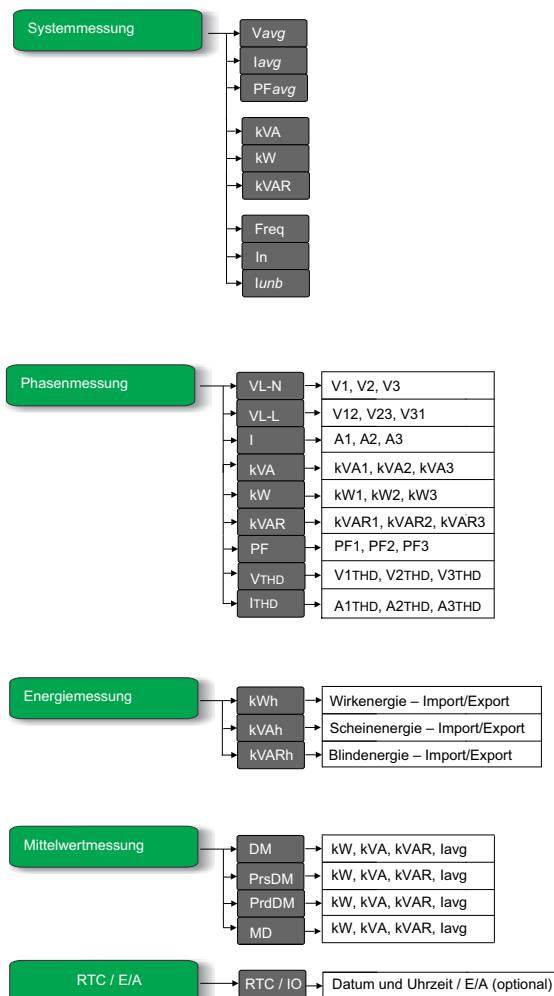 Systemmessung
Vavg
Iavg
PFavg
kVA
kW
kVAR
Freq
In
Iunb
Phasenmessung
VL-N V1, V2, V3
VL-L V12, V23, V31
I A1, A2, A3
kVA kVA1, kVA2, kVA3
kW kW1, kW2, kW3
kVAR kVAR1, kVAR2, kVAR3
PF PF1, PF2, PF3
VTHD V1THD, V2THD, V3THD
ITHD A1THD, A2THD, A3THD
Energiemessung
kWh Wirkenergie – Import/Export
kVAh Scheinenergie – Import/Export
kVARh Blindenergie – Import/Export
Mittelwertmessung
DM kW, kVA, kVAR, Iavg
PrsDM kW, kVA, kVAR, Iavg
PrdDM kW, kVA, kVAR, Iavg
MD kW, kVA, kVAR, Iavg
RTC / E/A RTC / IO Datum und Uhrzeit / E/A (optional)